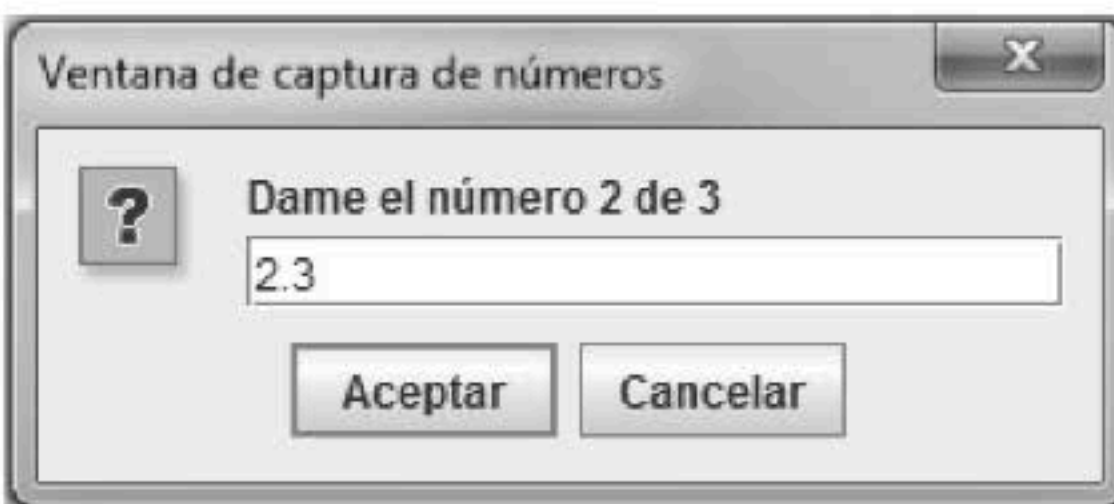 Ventana de captura de números
X
?
Dame el número 2 de 3
2.3
Aceptar Cancelar